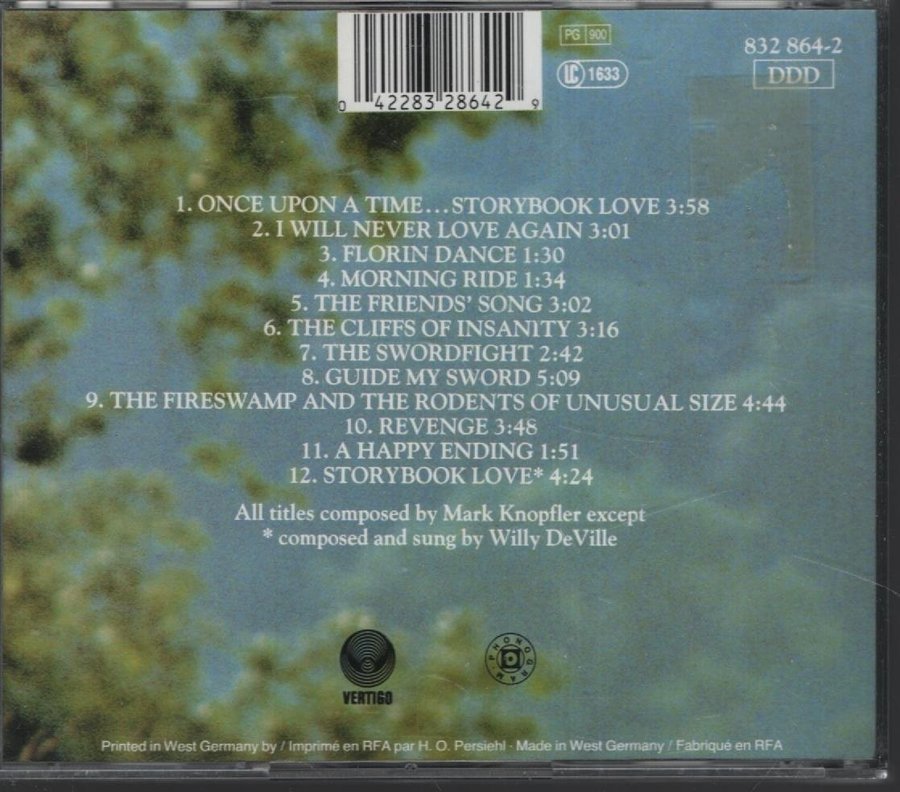 PG 900
LC 1633
832 864-2
DDD
0 42283 28642 9
1. ONCE UPON A TIME...STORYBOOK LOVE 3:58
2. I WILL NEVER LOVE AGAIN 3:01
3. FLORIN DANCE 1:30
4. MORNING RIDE 1:34
5. THE FRIENDS' SONG 3:02
6. THE CLIFFS OF INSANITY 3:16
7. THE SWORDFIGHT 2:42
8. GUIDE MY SWORD 5:09
9. THE FIRESWAMP AND THE RODENTS OF UNUSUAL SIZE 4:44
10. REVENGE 3:48
11. A HAPPY ENDING 1:51
12. STORYBOOK LOVE* 4:24
All titles composed by Mark Knopfler except
* composed and sung by Willy DeVille
VERTIGO
PHONOGRAM
Printed in West Germany by / Imprimé en RFA par H. O. Persiehl · Made in West Germany / Fabriqué en RFA